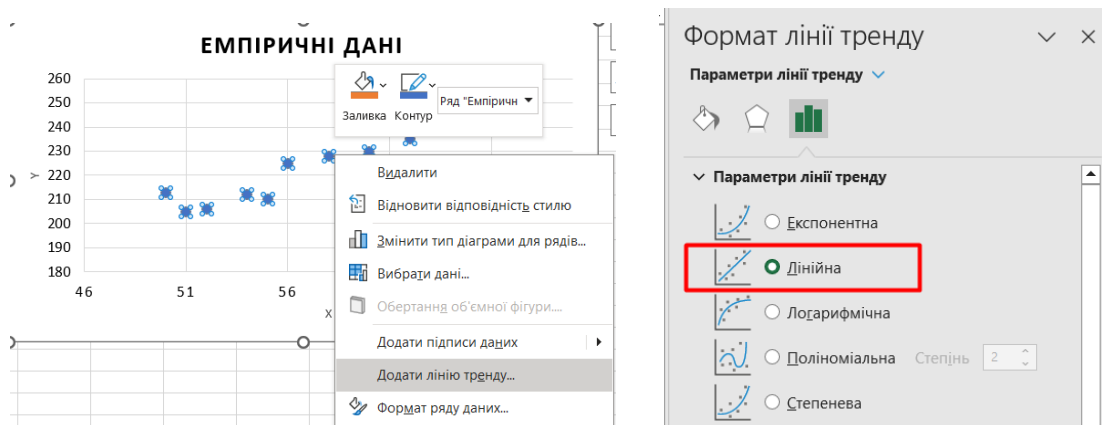 ЕМПІРИЧНІ ДАНІ
260
250
240
230
220
210
200
190
180
Y
46
51
56
X
Заливка
Контур
Ряд "Емпіричн
Видалити
Відновити відповідність стилю
Змінити тип діаграми для рядів...
Вибрати дані...
Обертання об'ємної фігури....
Додати підписи даних
Додати лінію тренду...
Формат ряду даних...
Формат лінії тренду
Параметри лінії тренду
Параметри лінії тренду
Експонентна
Лінійна
Логарифмічна
Поліноміальна Степінь 2
Степенева